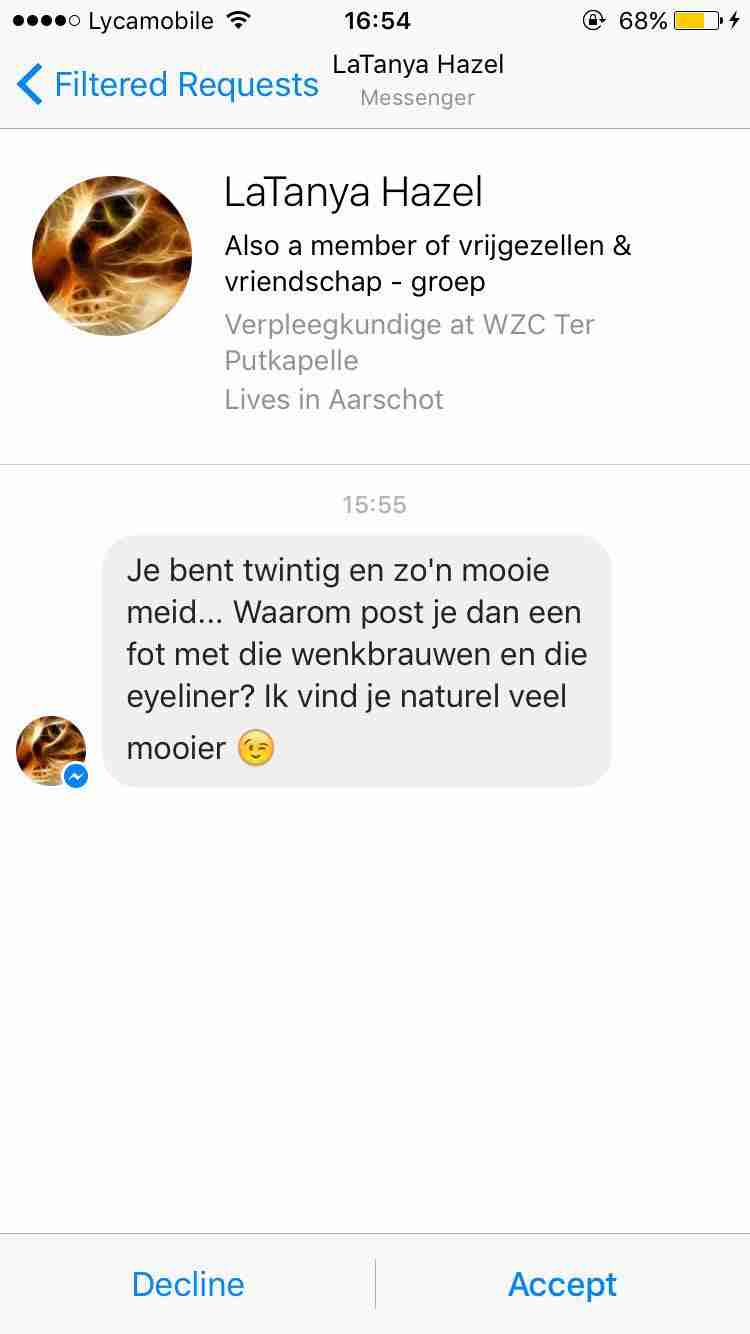 Lycamobile 16:54 68%
Filtered Requests
LaTanya Hazel
Messenger
LaTanya Hazel
Also a member of vrijgezellen &
vriendschap - groep
Verpleegkundige at WZC Ter
Putkapelle
Lives in Aarschot
15:55
Je bent twintig en zo'n mooie
meid... Waarom post je dan een
fot met die wenkbrauwen en die
eyeliner? Ik vind je naturel veel
mooier 😉
Decline Accept